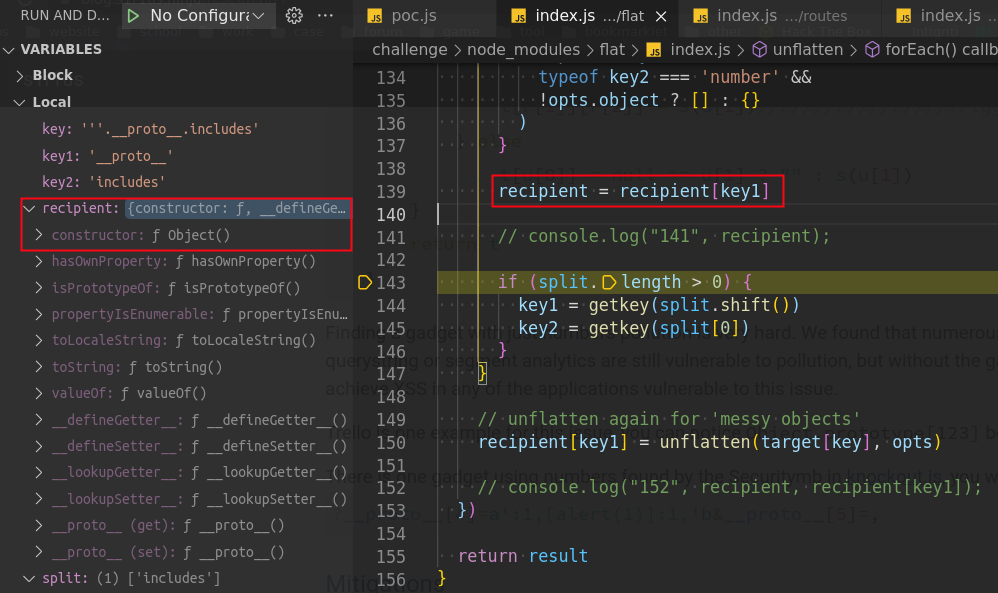 RUN AND D... No Configura
poc.js index.js .../flat index.js .../routes index.js
challenge > node_modules > flat > index.js > unflatten > forEach() callb
VARIABLES
Block
Local
key: '''.__proto__.includes'
key1: '__proto__'
key2: 'includes'
recipient: {constructor: ƒ, __defineGe…
constructor: ƒ Object()
hasOwnProperty: ƒ hasOwnProperty()
isPrototypeOf: ƒ isPrototypeOf()
propertyIsEnumerable: ƒ propertyIsEnu…
toLocaleString: ƒ toLocaleString()
toString: ƒ toString()
valueOf: ƒ valueOf()
__defineGetter__: ƒ __defineGetter__()
__defineSetter__: ƒ __defineSetter__()
__lookupGetter__: ƒ __lookupGetter__()
__lookupSetter__: ƒ __lookupSetter__()
__proto__ (get): ƒ __proto__()
__proto__ (set): ƒ __proto__()
split: (1) ['includes']
134 typeof key2 === 'number' &&
135 !opts.object ? [] : {}
136 )
137 }
138
139 recipient = recipient[key1]
140
141 // console.log("141", recipient);
142
143 if (split.length > 0) {
144 key1 = getkey(split.shift())
145 key2 = getkey(split[0])
146 }
147 }
148
149 // unflatten again for 'messy objects'
150 recipient[key1] = unflatten(target[key], opts)
151
152 // console.log("152", recipient, recipient[key1]);
153 })
154
155 return result
156 }